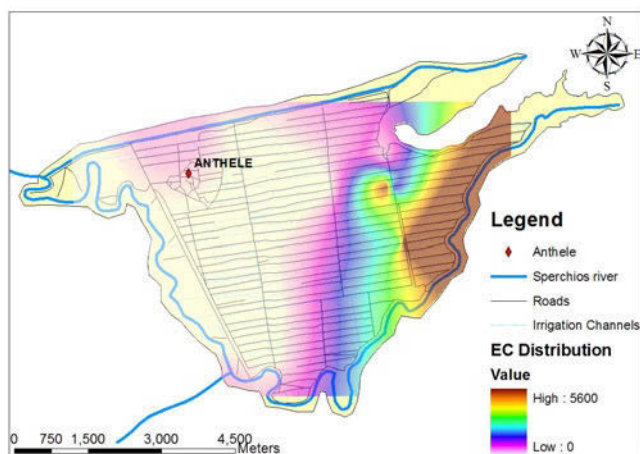 N
W E
S
ANTHELE
Legend
Anthele
Sperchios river
Roads
Irrigation Channels
EC Distribution
Value
High : 5600
Low : 0
0 750 1,500 3,000 4,500
Meters